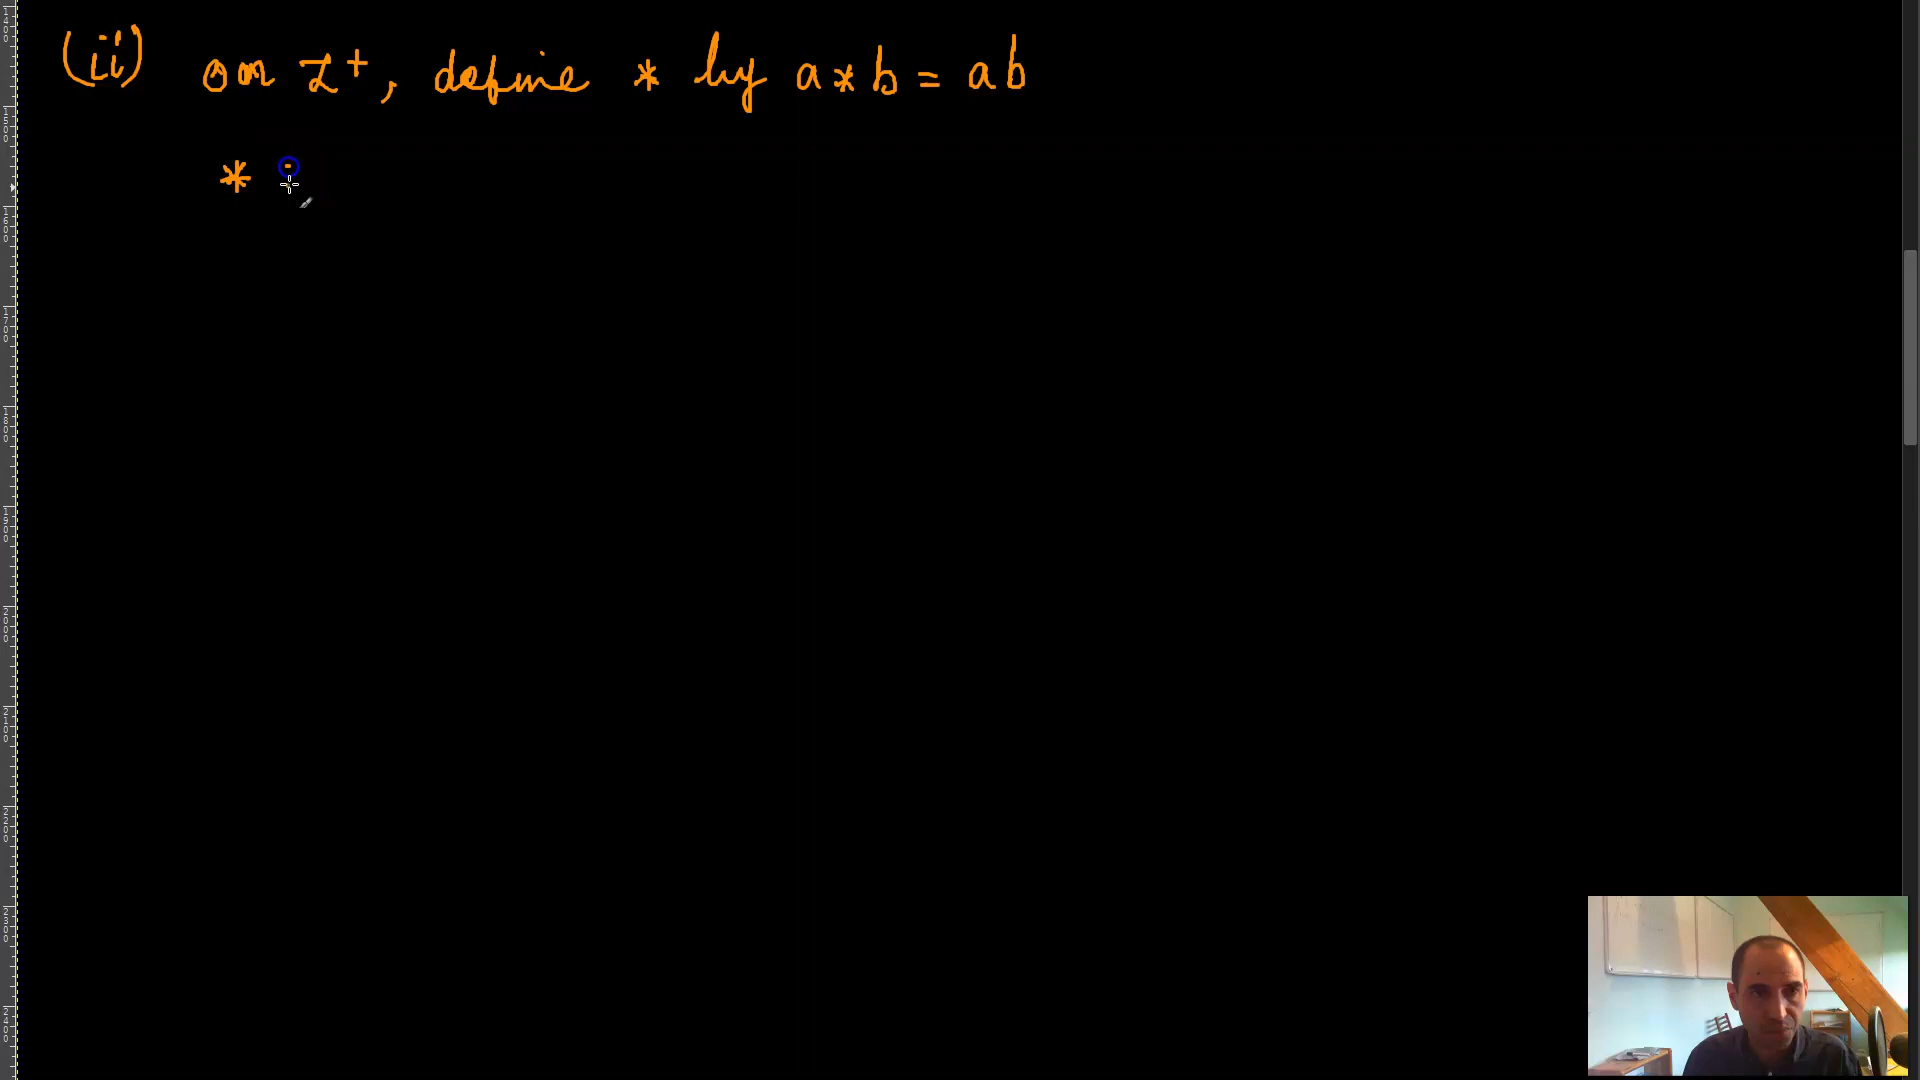 (ii) on Z+, define * by a * b = ab
*